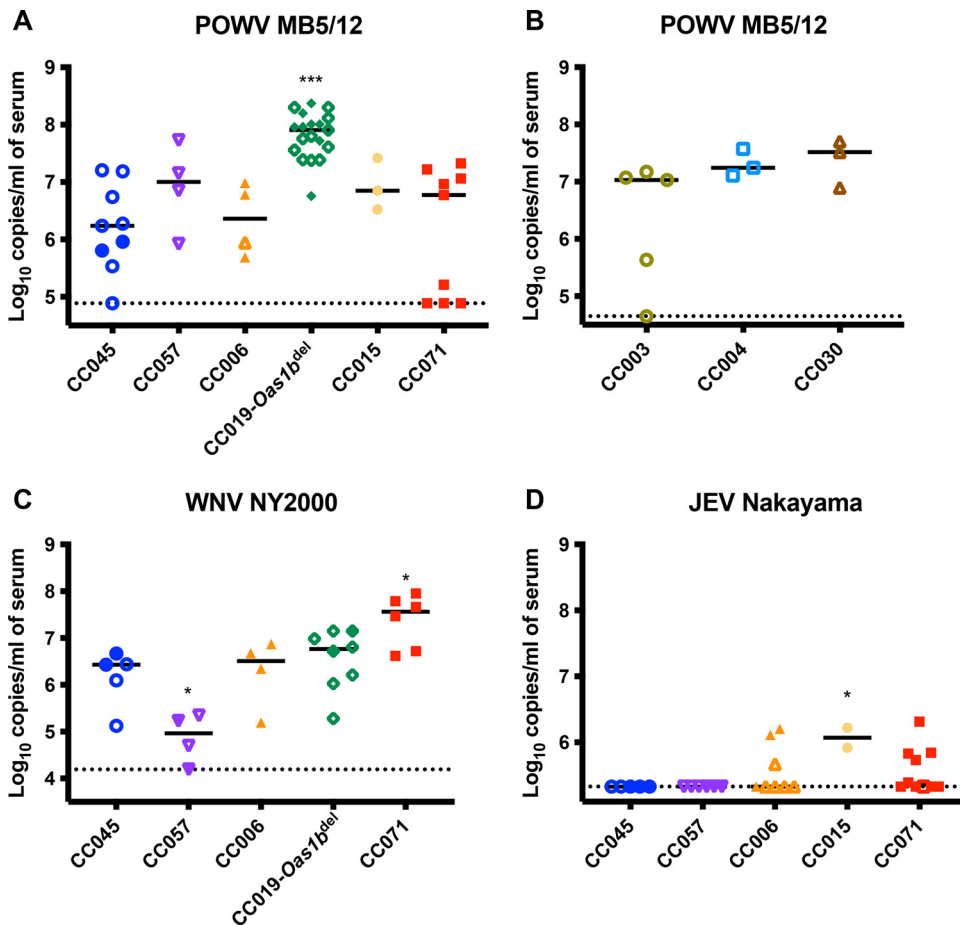 A
POWV MB5/12
Log10 copies/ml of serum
9
8
7
6
5
***
CC045
CC057
CC006
CC019-Oas1bdel
CC015
CC071
B
POWV MB5/12
Log10 copies/ml of serum
9
8
7
6
5
CC003
CC004
CC030
C
WNV NY2000
Log10 copies/ml of serum
9
8
7
6
5
4
*
*
CC045
CC057
CC006
CC019-Oas1bdel
CC071
D
JEV Nakayama
Log10 copies/ml of serum
9
8
7
6
*
CC045
CC057
CC006
CC015
CC071